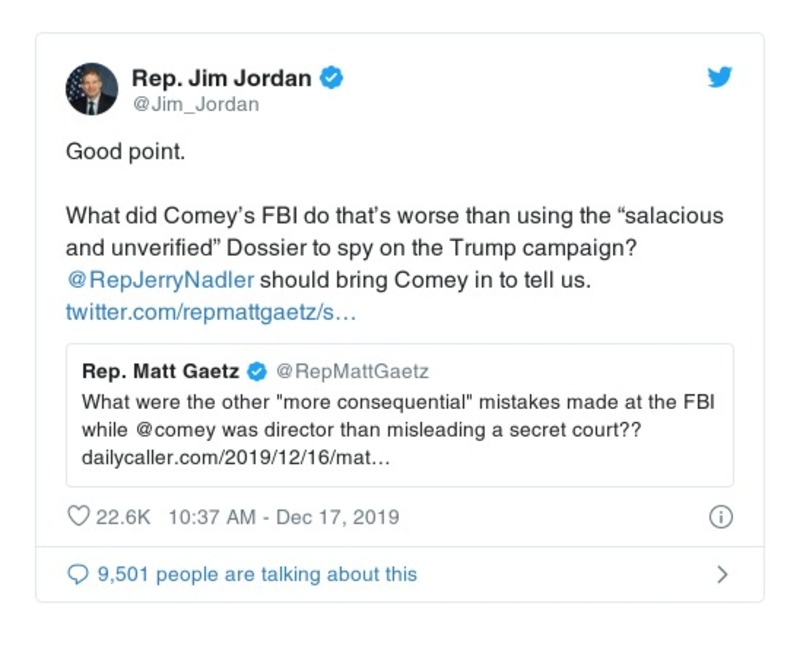 Rep. Jim Jordan
@Jim_Jordan
Good point.
What did Comey’s FBI do that’s worse than using the “salacious
and unverified” Dossier to spy on the Trump campaign?
@RepJerryNadler should bring Comey in to tell us.
twitter.com/repmattgaetz/s…
Rep. Matt Gaetz @RepMattGaetz
What were the other "more consequential" mistakes made at the FBI
while @comey was director than misleading a secret court??
dailycaller.com/2019/12/16/mat…
22.6K 10:37 AM - Dec 17, 2019
9,501 people are talking about this